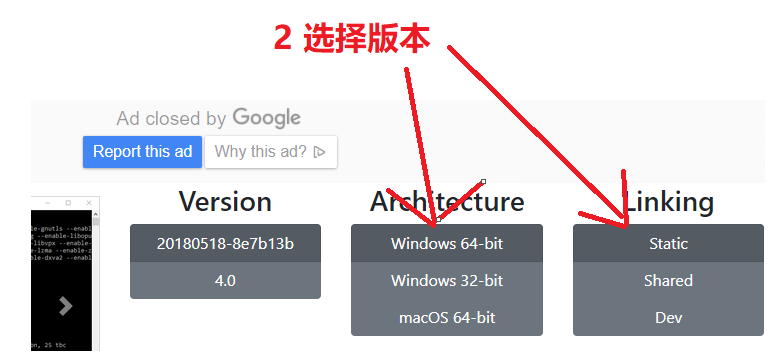 2 选择版本
Ad closed by Google
Report this ad
Why this ad?
Version
Architecture
Linking
20180518-8e7b13b
Windows 64-bit
Static
4.0
Windows 32-bit
Shared
macOS 64-bit
Dev
le-gnutls --enabl
g --enable-libopu
libvpx --enable-
le-lzma --enable-z
able-dxva2 --enabl
on, 25 tbc